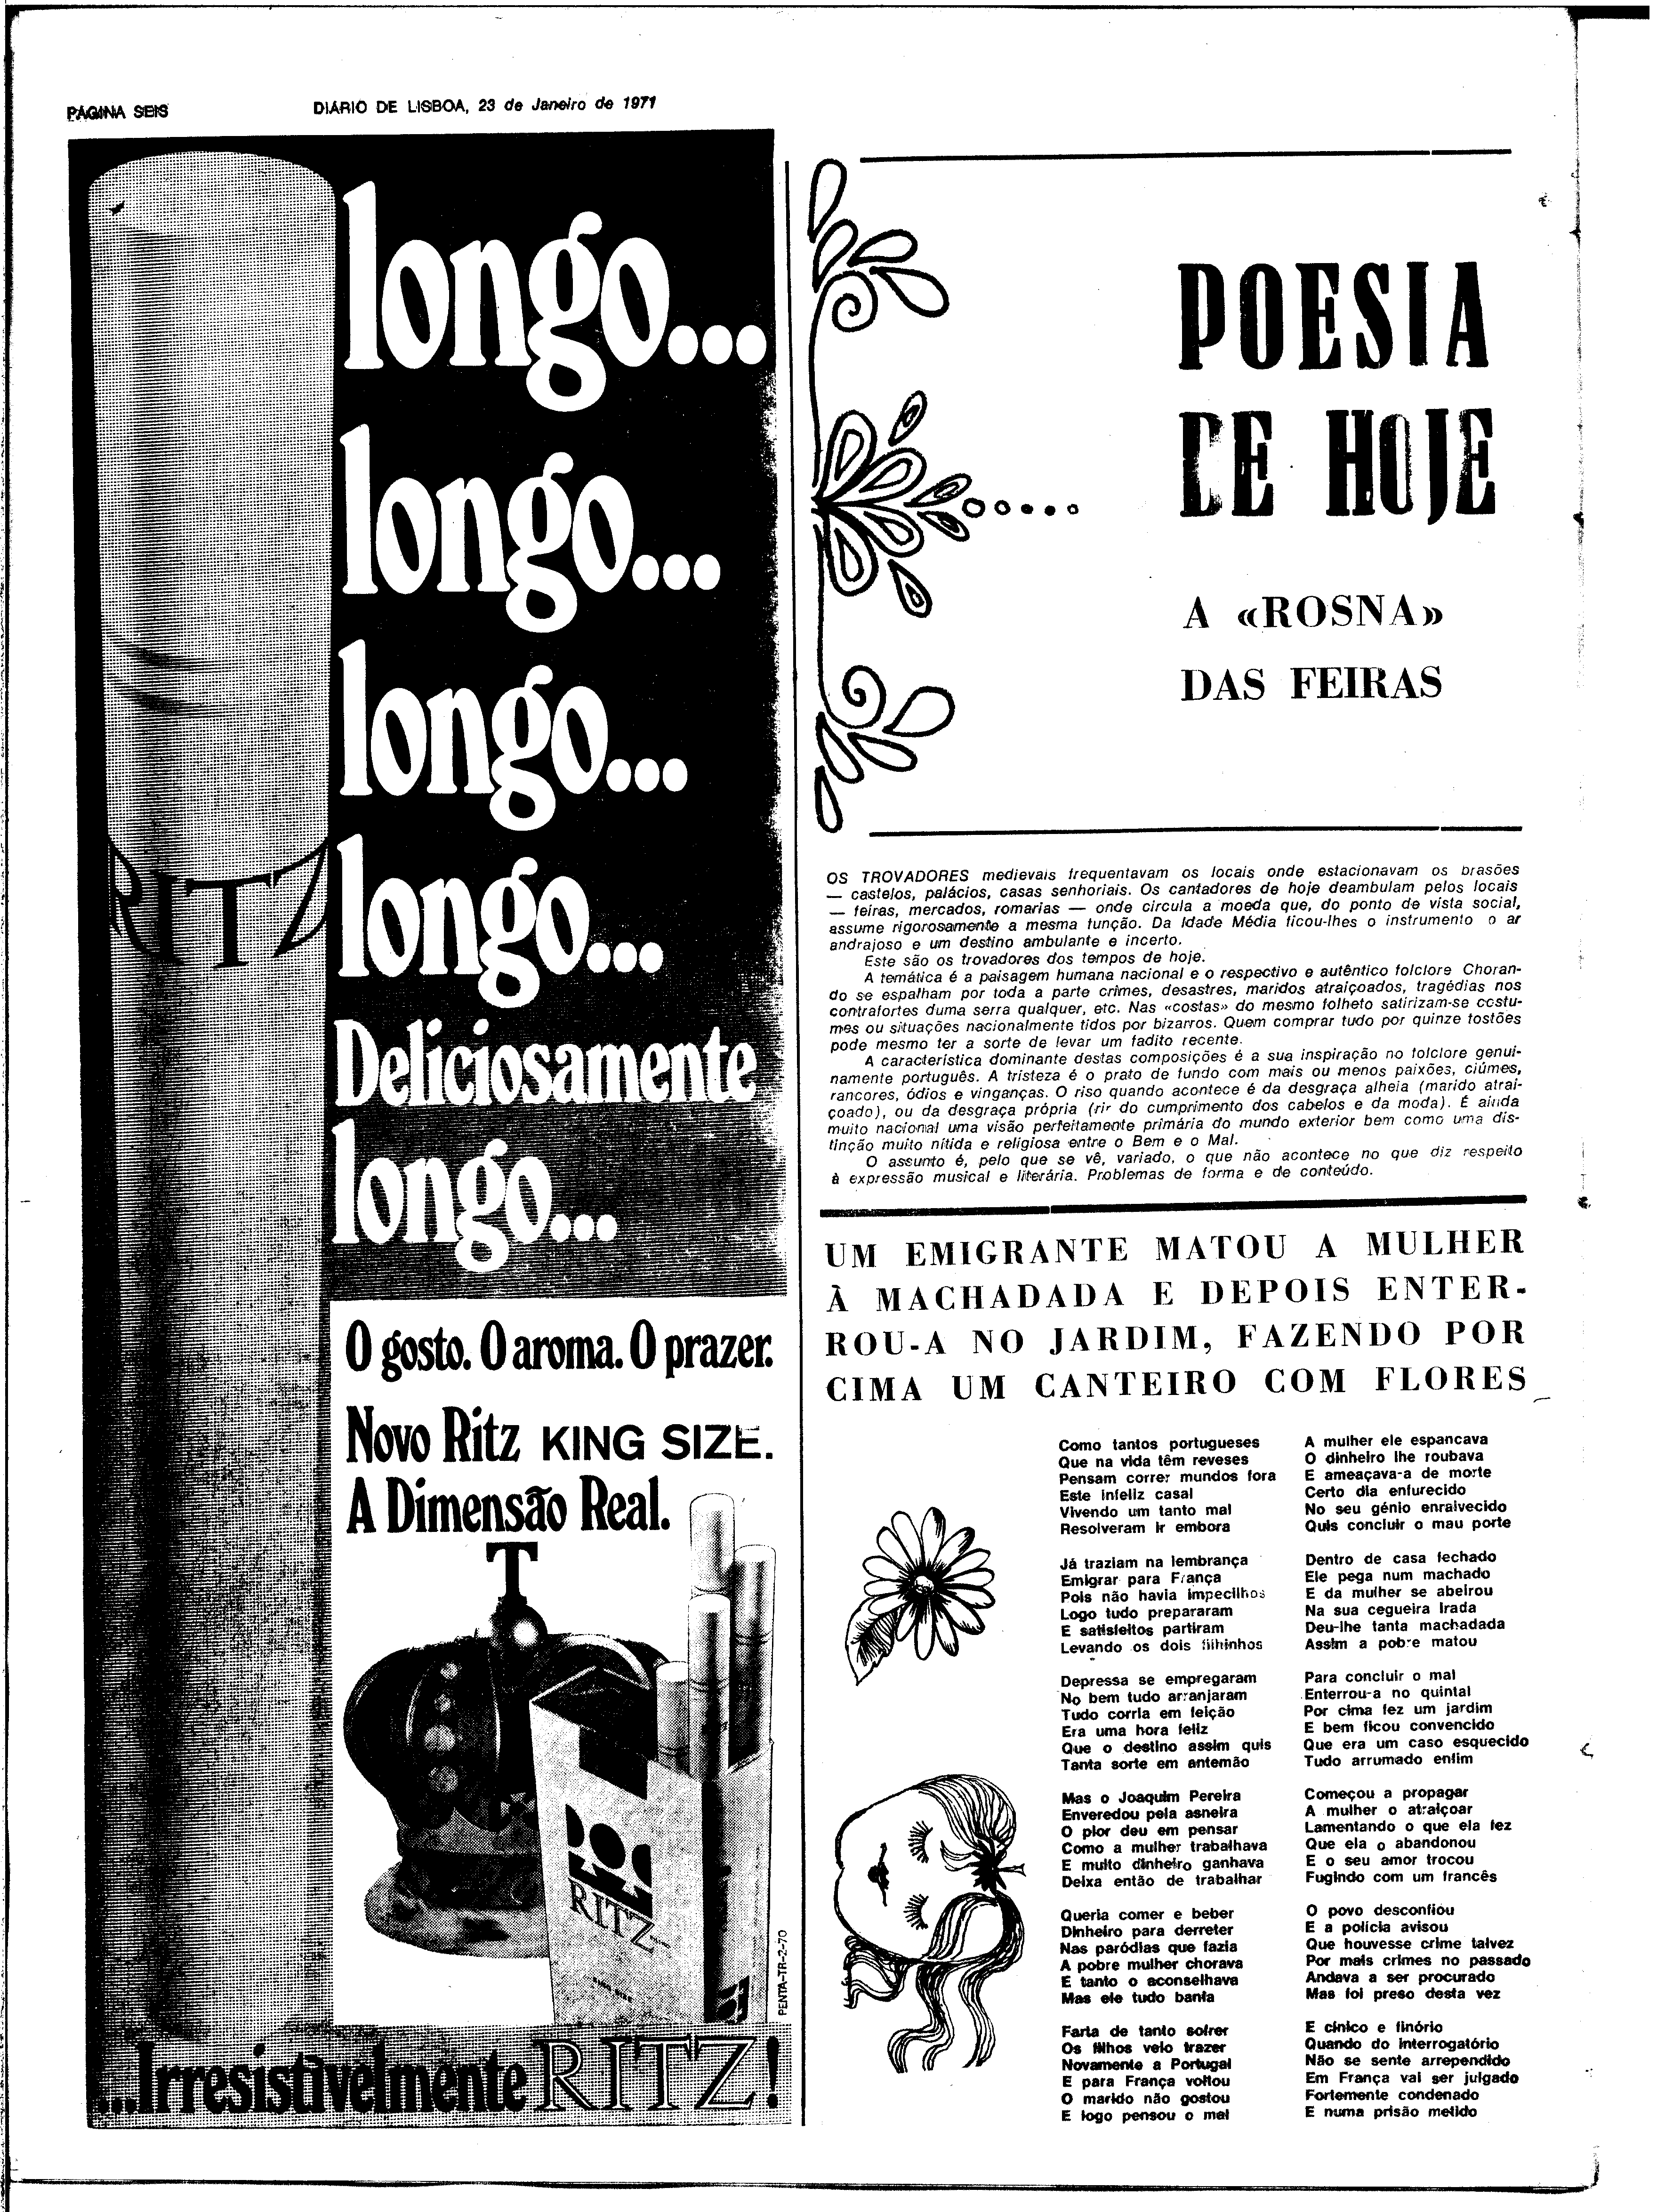 PÁGINA SEIS
DIÁRIO DE LISBOA, 23 de Janeiro de 1971
longo...
longo...
longo...
longo...
Deliciosamente
longo...
RITZ
O gosto. O aroma. O prazer.
Novo Ritz KING SIZE.
A Dimensão Real.
RITZ
KING SIZE
PENTA-TR-2-70
...Irresistivelmente RITZ!
POESIA
DE HOJE
A «ROSNA»
DAS FEIRAS
OS TROVADORES medievais frequentavam os locais onde estacionavam os brasões
— castelos, palácios, casas senhoriais. Os cantadores de hoje deambulam pelos locais
— feiras, mercados, romarias — onde circula a moeda que, do ponto de vista social,
assume rigorosamente a mesma função. Da Idade Média ficou-lhes o instrumento o ar
andrajoso e um destino ambulante e incerto.
Este são os trovadores dos tempos de hoje.
A temática é a paisagem humana nacional e o respectivo e autêntico folclore Choran-
do se espalham por toda a parte crimes, desastres, maridos atraiçoados, tragédias nos
contrafortes duma serra qualquer, etc. Nas «costas» do mesmo folheto satirizam-se costu-
mes ou situações nacionalmente tidos por bizarros. Quem comprar tudo por quinze tostões
pode mesmo ter a sorte de levar um fadito recente.
A característica dominante destas composições é a sua inspiração no folclore genui-
namente português. A tristeza é o prato de fundo com mais ou menos paixões, ciúmes,
rancores, ódios e vinganças. O riso quando acontece é da desgraça alheia (marido atrai-
çoado), ou da desgraça própria (rir do cumprimento dos cabelos e da moda). É ainda
muito nacional uma visão perfeitamente primária do mundo exterior bem como uma dis-
tinção muito nítida e religiosa entre o Bem e o Mal.
O assunto é, pelo que se vê, variado, o que não acontece no que diz respeito
à expressão musical e literária. Problemas de forma e de conteúdo.
UM EMIGRANTE MATOU A MULHER
À MACHADADA E DEPOIS ENTER-
ROU-A NO JARDIM, FAZENDO POR
CIMA UM CANTEIRO COM FLORES
Como tantos portugueses
Que na vida têm reveses
Pensam correr mundos fora
Este infeliz casal
Vivendo um tanto mal
Resolveram ir embora
Já traziam na lembrança
Emigrar para França
Pois não havia impecilhos
Logo tudo prepararam
E satisfeitos partiram
Levando os dois filhinhos
Depressa se empregaram
No bem tudo arranjaram
Tudo corria em feição
Era uma hora feliz
Que o destino assim quis
Tanta sorte em antemão
Mas o Joaquim Pereira
Enveredou pela asneira
O pior deu em pensar
Como a mulher trabalhava
E muito dinheiro ganhava
Deixa então de trabalhar
Queria comer e beber
Dinheiro para derreter
Nas paródias que fazia
A pobre mulher chorava
E tanto o aconselhava
Mas ele tudo bania
Farta de tanto sofrer
Os filhos veio trazer
Novamente a Portugal
E para França voltou
O marido não gostou
E logo pensou o mal
A mulher ele espancava
O dinheiro lhe roubava
E ameaçava-a de morte
Certo dia enfurecido
No seu génio enraivecido
Quis concluir o mau porte
Dentro de casa fechado
Ele pega num machado
E da mulher se abeirou
Na sua cegueira irada
Deu-lhe tanta machadada
Assim a pobre matou
Para concluir o mal
Enterrou-a no quintal
Por cima fez um jardim
E bem ficou convencido
Que era um caso esquecido
Tudo arrumado enfim
Começou a propagar
A mulher o atraiçoar
Lamentando o que ela fez
Que ela o abandonou
E o seu amor trocou
Fugindo com um francês
O povo desconfiou
E a polícia avisou
Que houvesse crime talvez
Por mais crimes no passado
Andava a ser procurado
Mas foi preso desta vez
E cínico e finório
Quando do interrogatório
Não se sente arrependido
Em França vai ser julgado
Fortemente condenado
E numa prisão metido